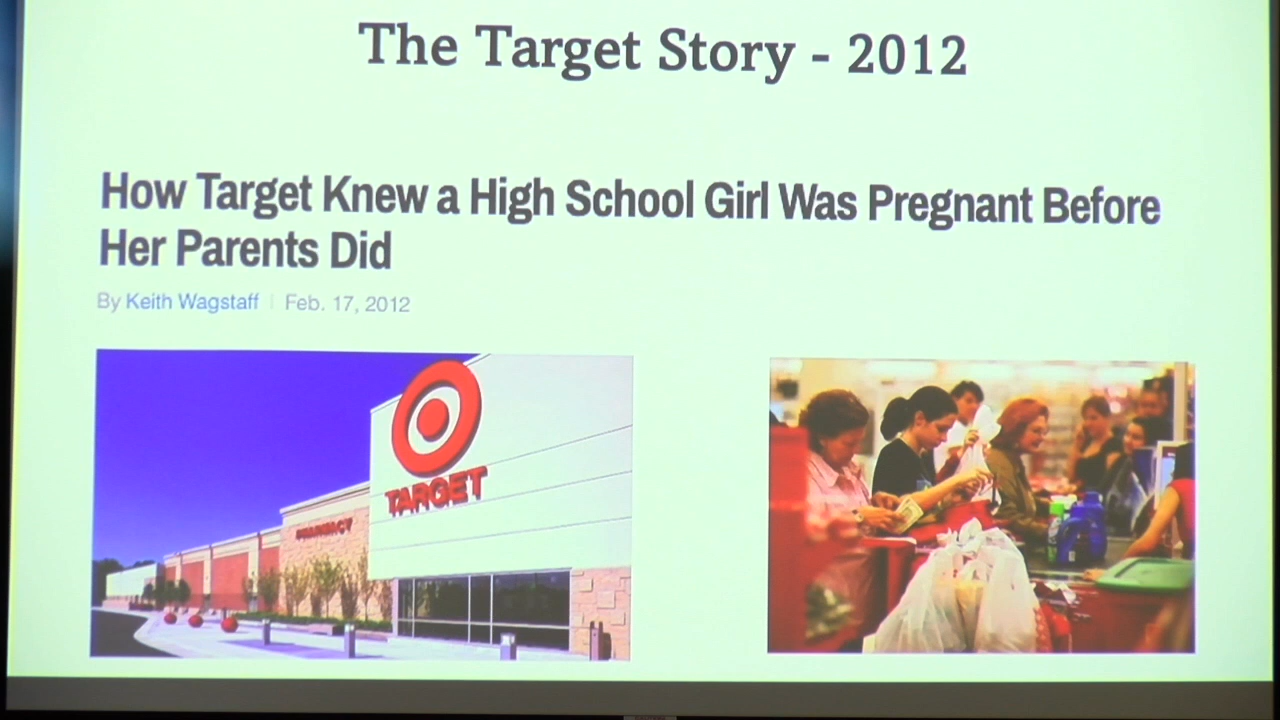 The Target Story - 2012
How Target Knew a High School Girl Was Pregnant Before
Her Parents Did
By Keith Wagstaff | Feb. 17, 2012
TARGET
PHARMACY